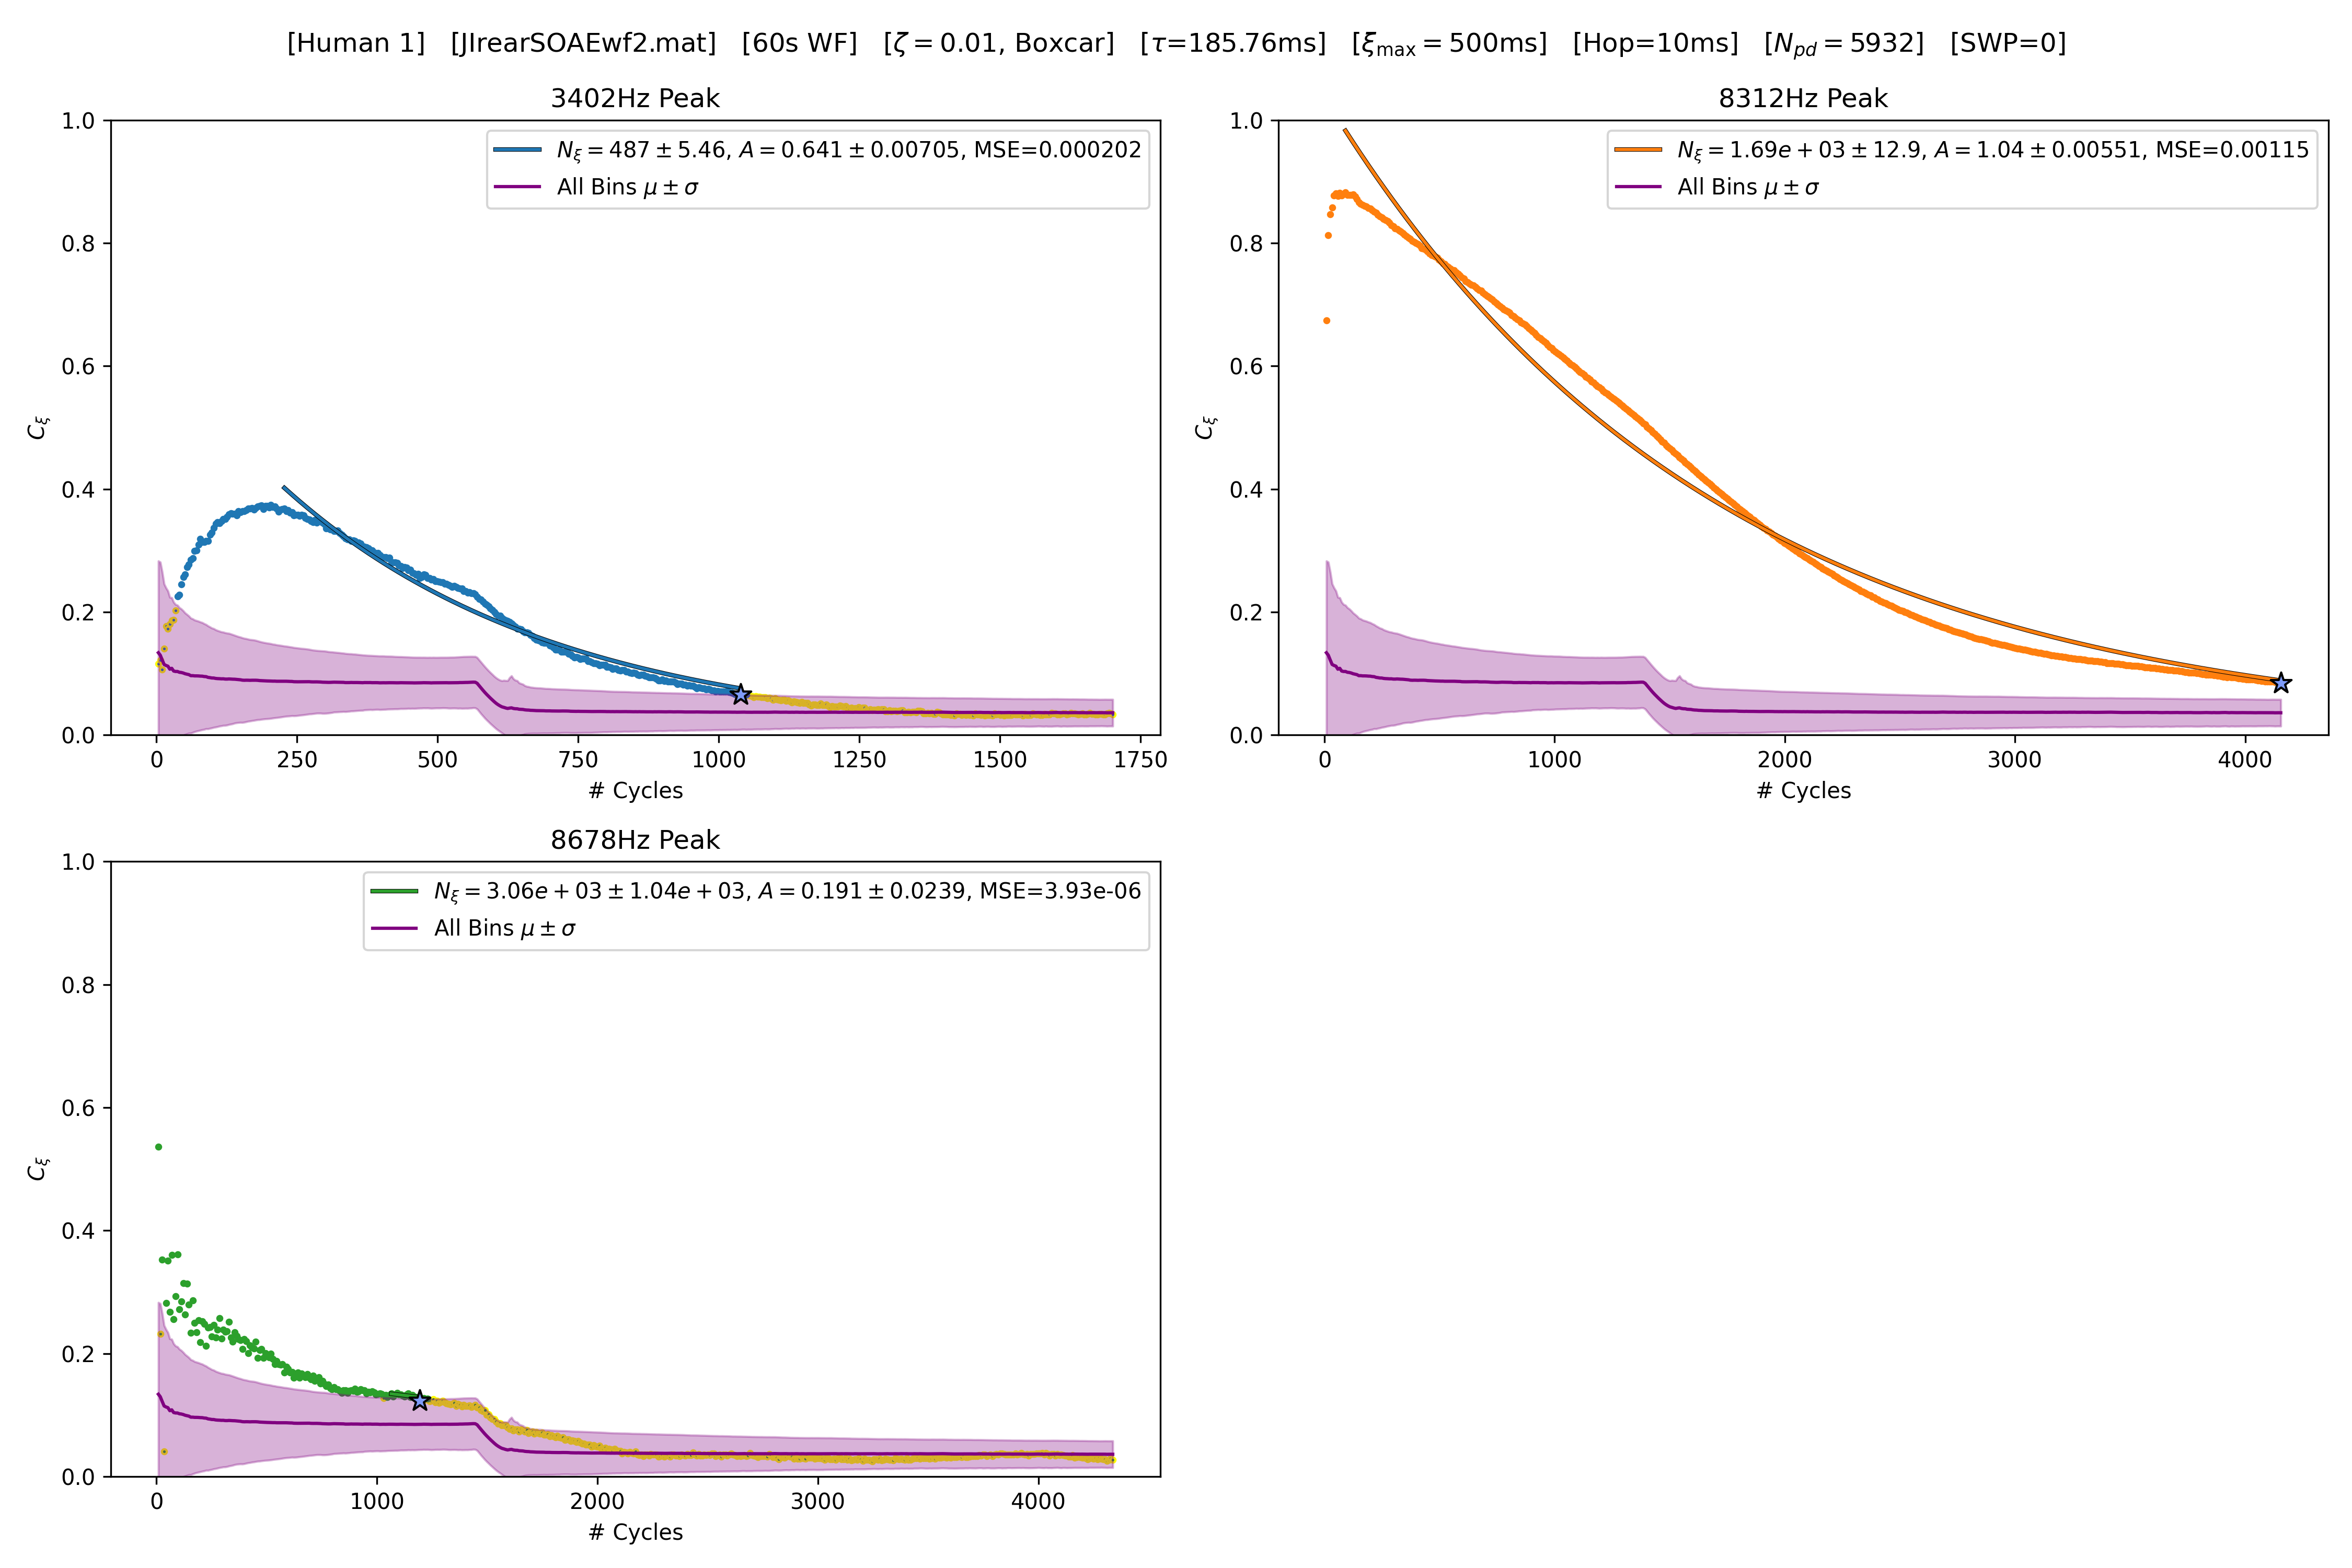 [Human 1] [JIrearSOAEwf2.mat] [60s WF] [ζ = 0.01, Boxcar] [τ=185.76ms] [ξmax = 500ms] [Hop=10ms] [Npd = 5932] [SWP=0]
3402Hz Peak
Nξ = 487 ± 5.46, A = 0.641 ± 0.00705, MSE=0.000202
All Bins μ ± σ
1.0
0.8
0.6
0.4
0.2
0.0
Cξ
0 250 500 750 1000 1250 1500 1750
# Cycles
8312Hz Peak
Nξ = 1.69e + 03 ± 12.9, A = 1.04 ± 0.00551, MSE=0.00115
All Bins μ ± σ
1.0
0.8
0.6
0.4
0.2
0.0
Cξ
0 1000 2000 3000 4000
# Cycles
8678Hz Peak
Nξ = 3.06e + 03 ± 1.04e + 03, A = 0.191 ± 0.0239, MSE=3.93e-06
All Bins μ ± σ
1.0
0.8
0.6
0.4
0.2
0.0
Cξ
0 1000 2000 3000 4000
# Cycles